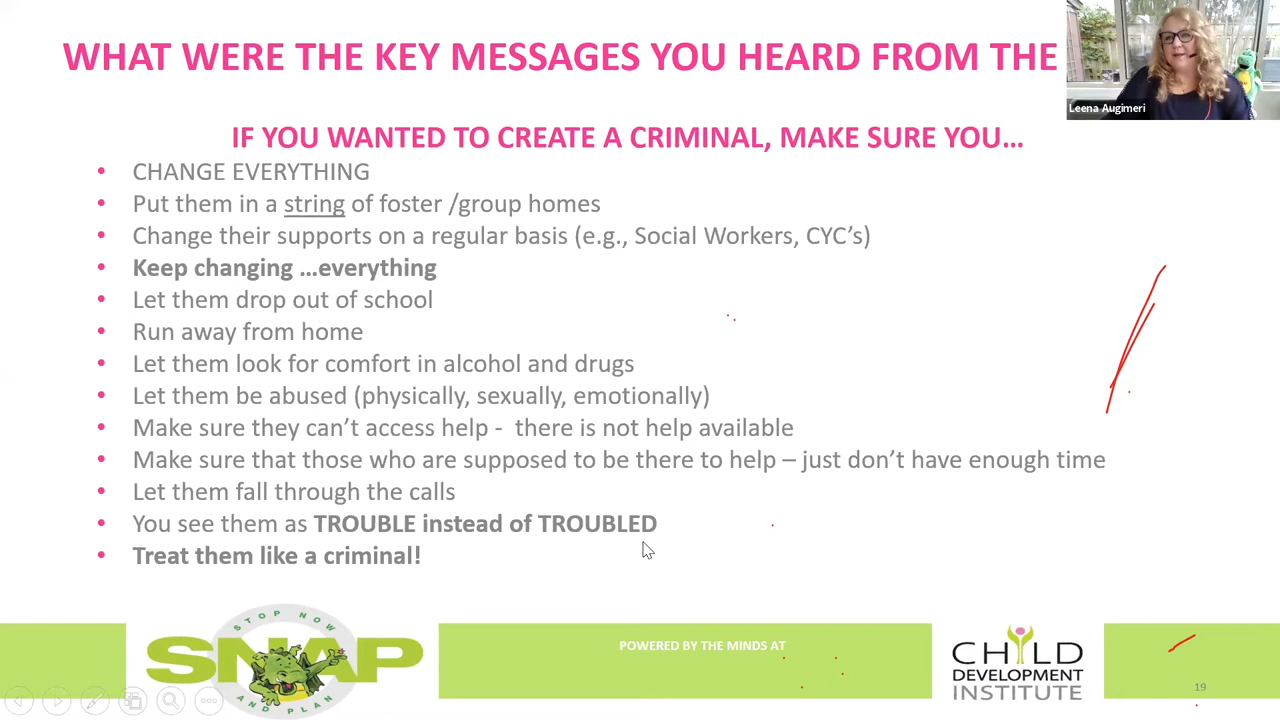 WHAT WERE THE KEY MESSAGES YOU HEARD FROM THE
Leena Augimeri
IF YOU WANTED TO CREATE A CRIMINAL, MAKE SURE YOU…
• CHANGE EVERYTHING
• Put them in a string of foster /group homes
• Change their supports on a regular basis (e.g., Social Workers, CYC's)
• Keep changing …everything
• Let them drop out of school
• Run away from home
• Let them look for comfort in alcohol and drugs
• Let them be abused (physically, sexually, emotionally)
• Make sure they can't access help -  there is not help available
• Make sure that those who are supposed to be there to help – just don't have enough time
• Let them fall through the calls
• You see them as TROUBLE instead of TROUBLED
• Treat them like a criminal!
STOP NOW
SNAP
AND PLAN
POWERED BY THE MINDS AT
CHILD
DEVELOPMENT
INSTITUTE
19